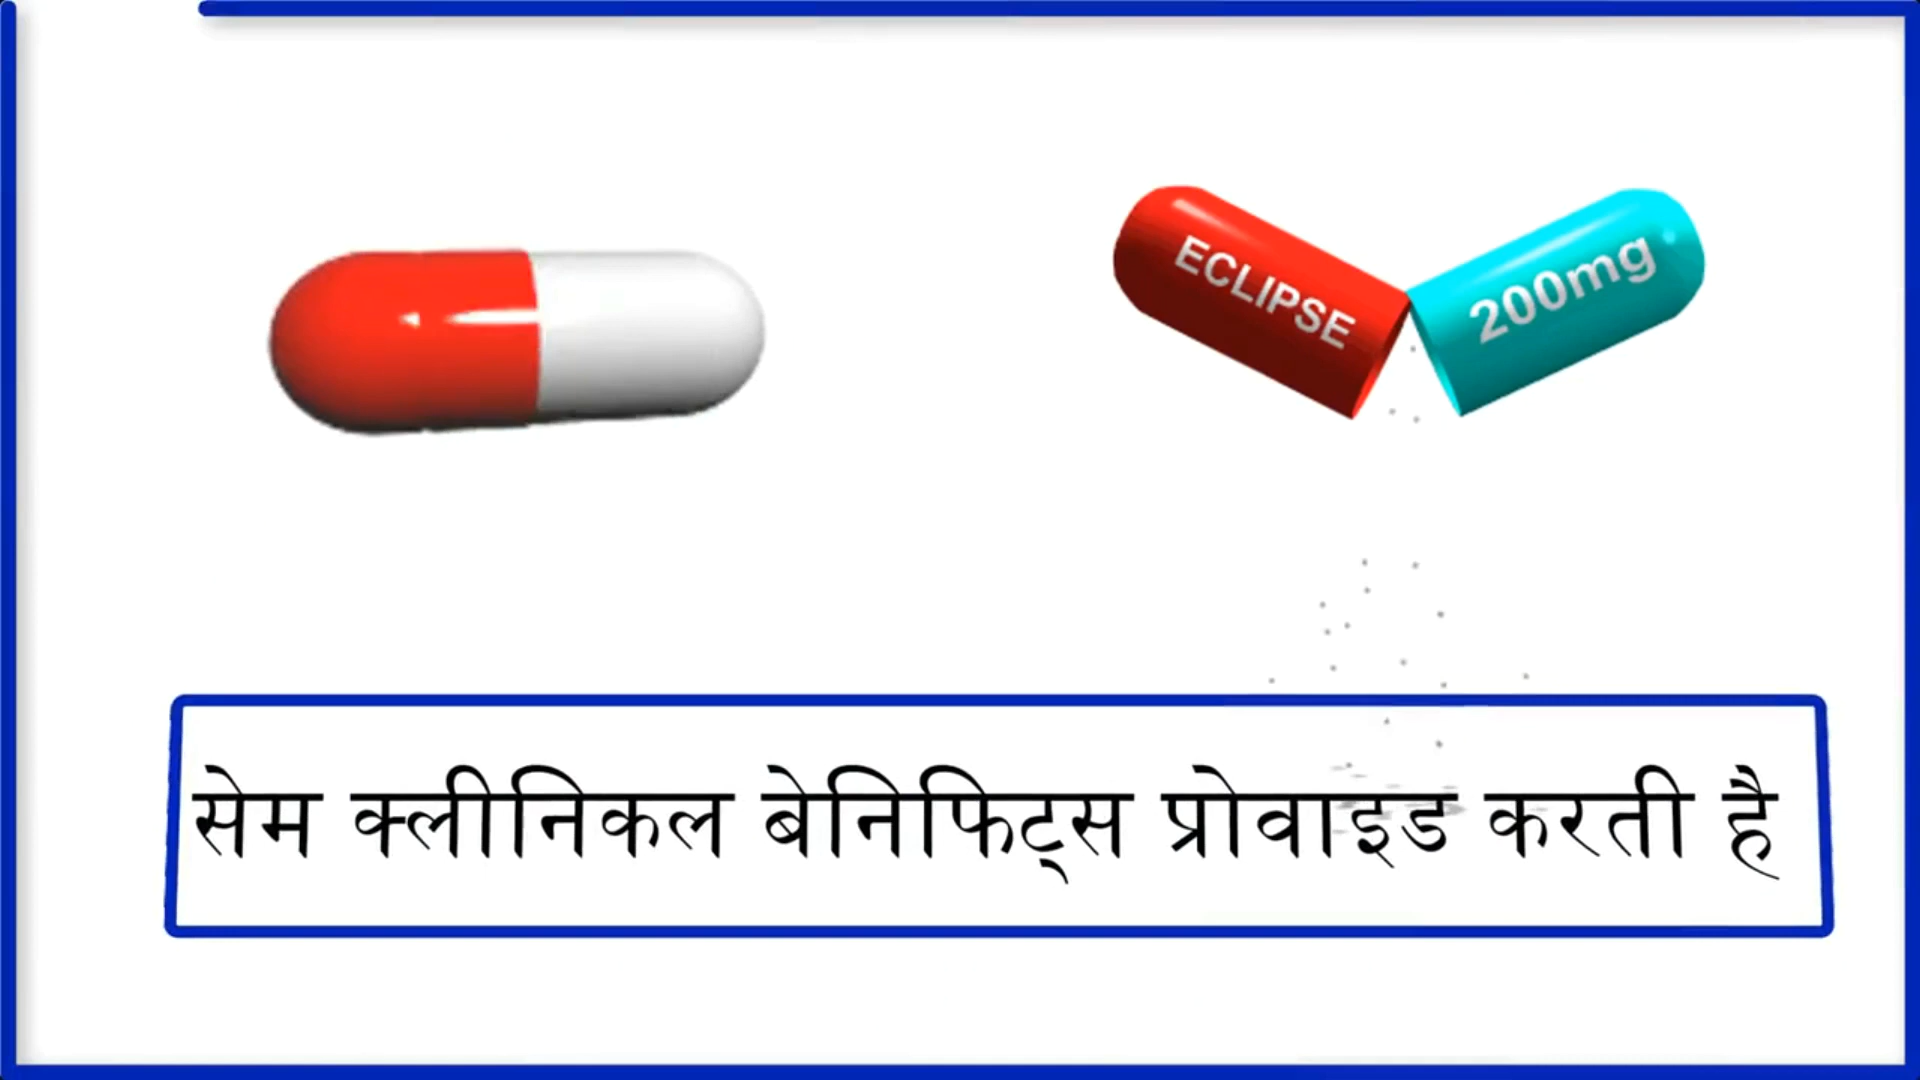 ECLIPSE
200mg
सेम क्लीनिकल बेनिफिट्स प्रोवाइड करती है